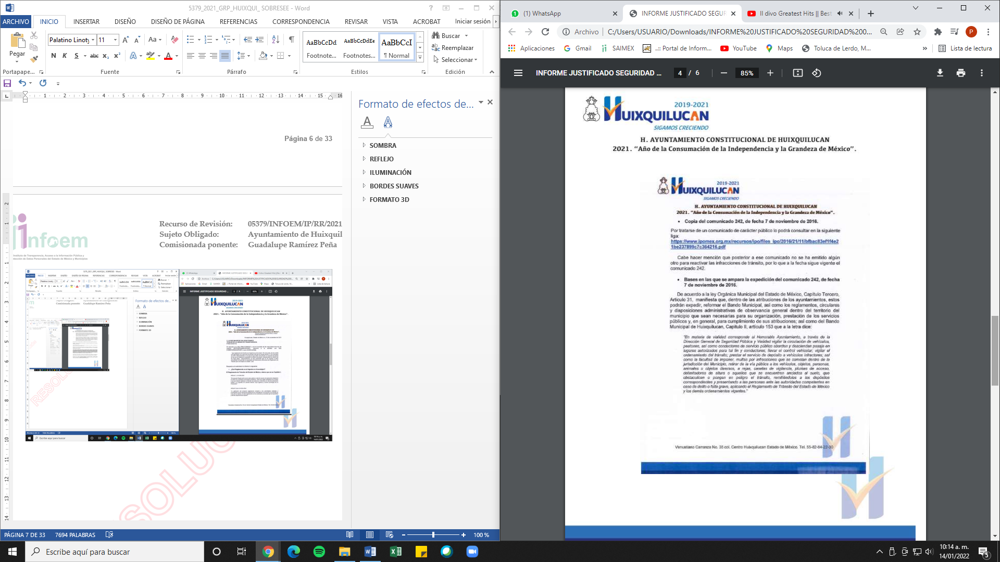 5379_2021_GRP_HUIXQUI_ SOBRESEE - Word
ARCHIVO INICIO INSERTAR DISEÑO DISEÑO DE PÁGINA REFERENCIAS CORRESPONDENCIA REVISAR VISTA ACROBAT Iniciar sesión
Pegar
Palatino Linoty 11
N K S abc x₂ x²
AaBbCcDd AaBbCcDdEe AaBbCcI
Footnote... Footnotes... ¶ Normal
Buscar
Reemplazar
Seleccionar
Portapape... Fuente Párrafo Estilos Edición
Formato de efectos de...
SOMBRA
REFLEJO
ILUMINACIÓN
BORDES SUAVES
FORMATO 3D
Página 6 de 33
infoem
Instituto de Transparencia, Acceso a la Información Pública y
Protección de Datos Personales del Estado de México y Municipios
Recurso de Revisión: 05379/INFOEM/IP/RR/2021
Sujeto Obligado: Ayuntamiento de Huixquil
Comisionada ponente: Guadalupe Ramírez Peña
RESOLUC
PÁGINA 7 DE 33 7694 PALABRAS 100 %
(1) WhatsApp
INFORME JUSTIFICADO SEGUR
Il divo Greatest Hits || Best
Archivo C:/Users/USUARIO/Downloads/INFORME%20JUSTIFICADO%20SEGURIDAD%200...
P
Aplicaciones Gmail SAIMEX ..:: Portal de Inform... YouTube Maps Toluca de Lerdo, M... » Lista de lectura
INFORME JUSTIFICADO SEGURIDAD ... 4 / 6 85%
2019-2021
HUIXQUILUCAN
SIGAMOS CRECIENDO
H. AYUNTAMIENTO CONSTITUCIONAL DE HUIXQUILUCAN
2021. “Año de la Consumación de la Independencia y la Grandeza de México”.
2019-2021
HUIXQUILUCAN
SIGAMOS CRECIENDO
H. AYUNTAMIENTO CONSTITUCIONAL DE HUIXQUILUCAN
2021. "Año de la Consumación de la Independencia y la Grandeza de México".
• Copia del comunicado 242, de fecha 7 de noviembre de 2016.
Por tratarse de un comunicado de carácter público lo podrá consultar en la siguiente
liga:
https://www.ipomex.org.mx/recursos/ipo/files_ipo/2016/21/11/bfbac83ef1f4e2
1be237899c7c364216.pdf
Cabe hacer mención que posterior a ese comunicado no se ha emitido algún
otro para reactivar las infracciones de tránsito, por lo que a la fecha sigue vigente el
comunicado 242.
• Bases en las que se ampara la expedición del comunicado 242, de fecha
7 de noviembre de 2016.
De acuerdo a la ley Orgánica Municipal del Estado de México, Capítulo Tercero,
Artículo 31, manifiesta que, dentro de las atribuciones de los ayuntamientos, estos
podrán expedir, reformar el Bando Municipal, así como los reglamentos, circulares
y disposiciones administrativas de observancia general dentro del territorio del
municipio que sean necesarias para su organización, prestación de los servicios
públicos y, en general, para cumplimiento de sus atribuciones; así como del Bando
Municipal de Huixquilucan, Capítulo II, artículo 153 que a la letra dice:
"En materia de vialidad corresponde al Honorable Ayuntamiento, a través de la
Dirección General de Seguridad Pública y Vialidad vigilar la circulación de vehículos,
peatones, así como conductores de servicio público aborden y desciendan pasaje en
lugares autorizados para tal fin y conductores; llevar el control vehicular; vigilar el
ordenamiento del tránsito; prestar el servicio de depósito a vehículos infractores; así
como la facultad de imponer, multas por infracciones que se cometan dentro de la
jurisdicción del Municipio, retirar de la vía pública a los vehículos, objetos, personas,
animales u objetos diversos, a rejas, casetas de vigilancia, plumas de acceso,
delimitadores de altura o aquellos que se encuentren anclados al suelo, que
obstaculicen o pongan en peligro el tránsito, remitiéndolos a los depósitos
correspondientes y presentando a las personas ante las autoridades competentes en
caso de delito o falta grave, aplicando el Reglamento de Tránsito del Estado de México
y los demás ordenamientos vigentes."
Venustiano Carranza No. 35 col. Centro Huixquilucan Estado de México. Tel. 55-82-84-22-30
Escribe aquí para buscar
10:14 a. m.
14/01/2022
5